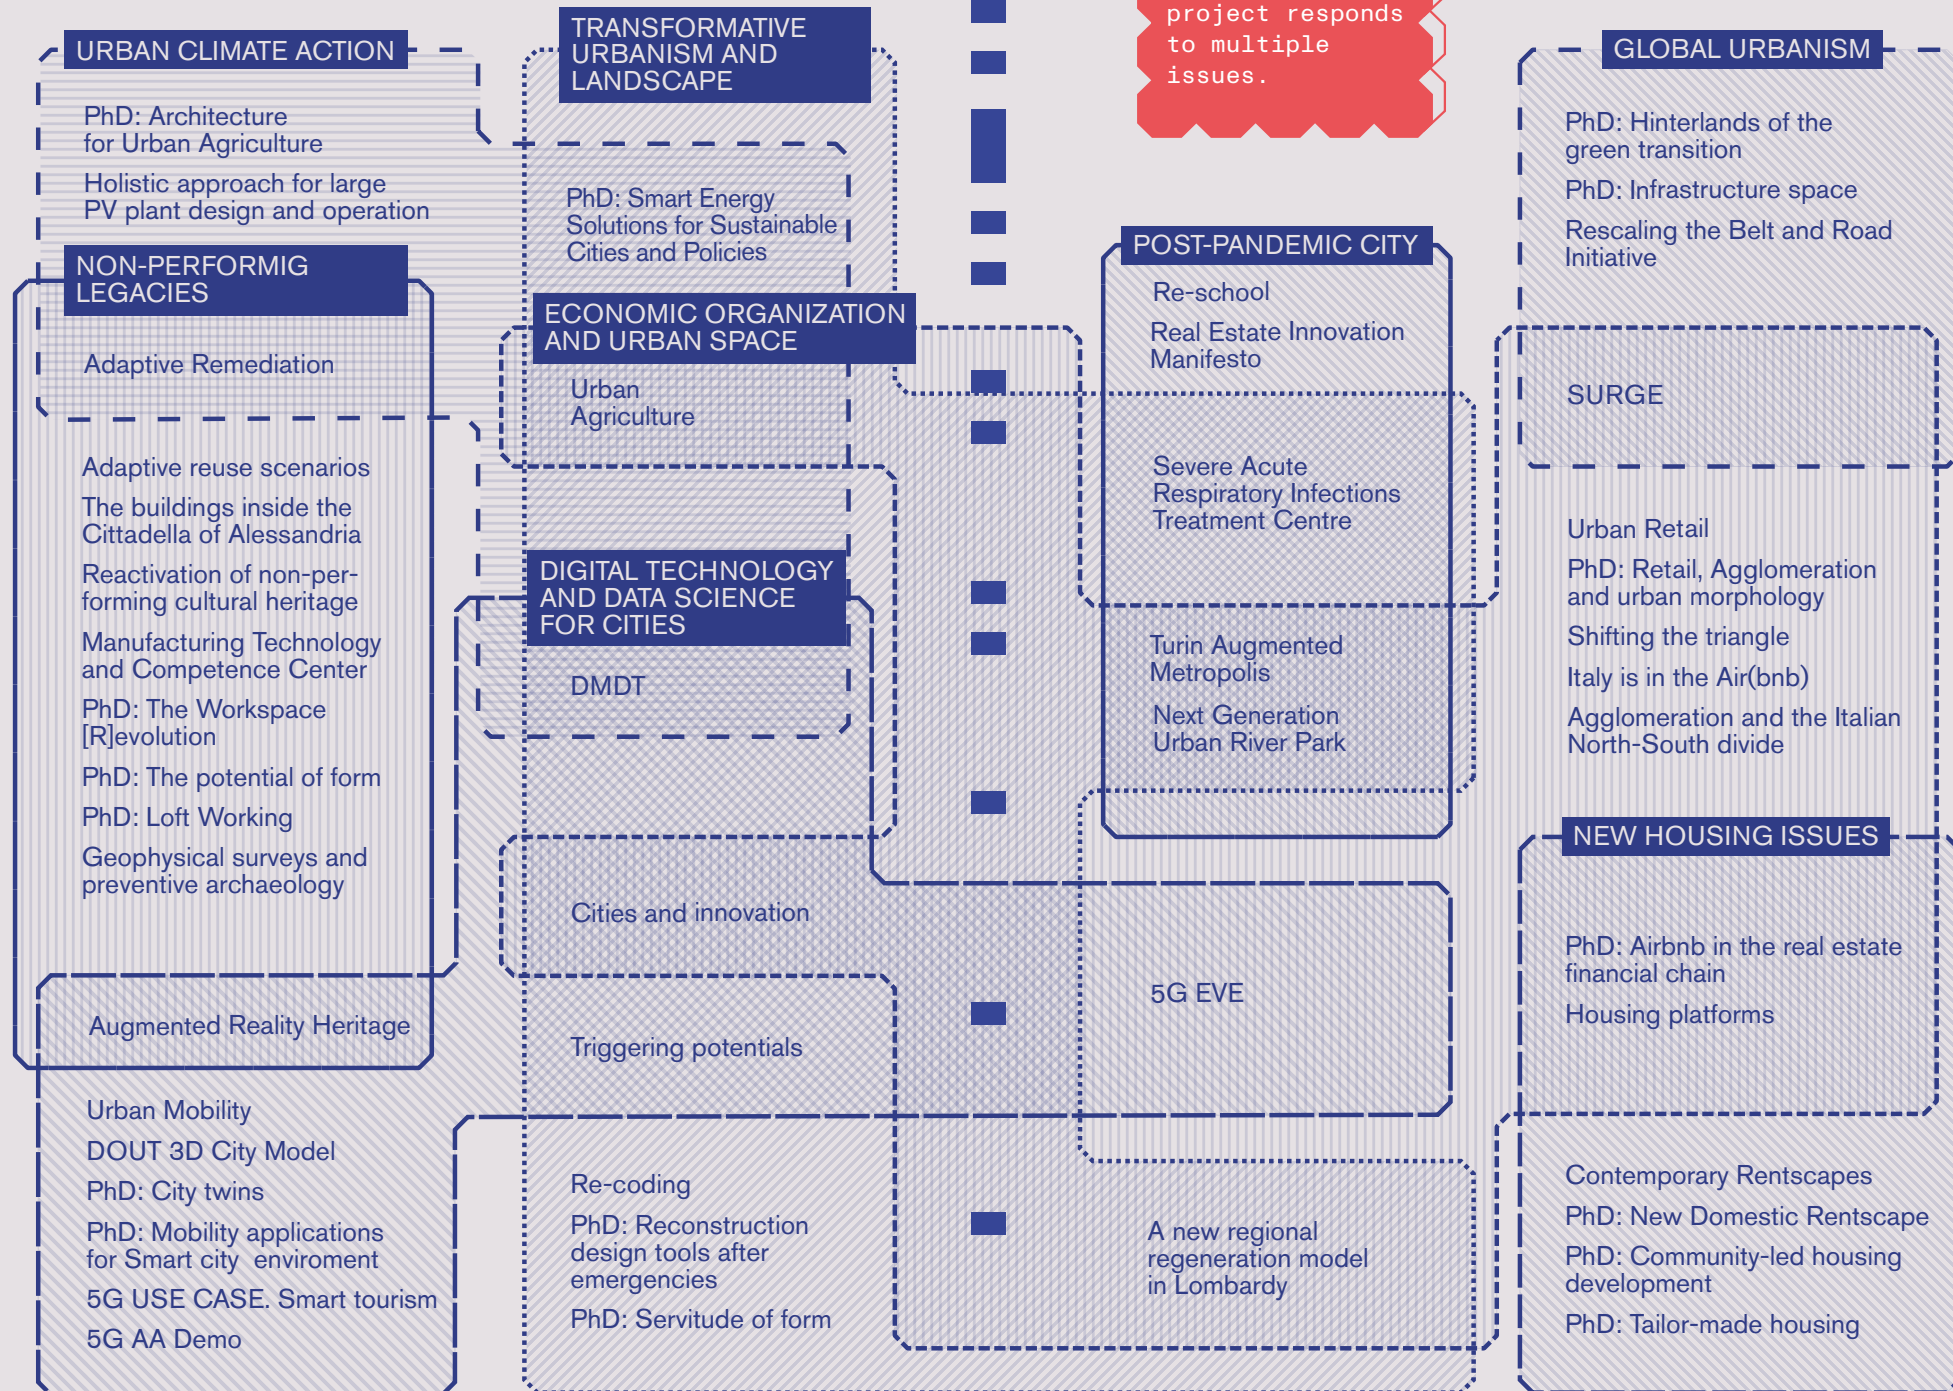 URBAN CLIMATE ACTION
PhD: Architecture
for Urban Agriculture
Holistic approach for large
PV plant design and operation
NON-PERFORMIG
LEGACIES
Adaptive Remediation
Adaptive reuse scenarios
The buildings inside the
Cittadella of Alessandria
Reactivation of non-per-
forming cultural heritage
Manufacturing Technology
and Competence Center
PhD: The Workspace
[R]evolution
PhD: The potential of form
PhD: Loft Working
Geophysical surveys and
preventive archaeology
Augmented Reality Heritage
Urban Mobility
DOUT 3D City Model
PhD: City twins
PhD: Mobility applications
for Smart city  enviroment
5G USE CASE. Smart tourism
5G AA Demo
TRANSFORMATIVE
URBANISM AND
LANDSCAPE
PhD: Smart Energy
Solutions for Sustainable
Cities and Policies
ECONOMIC ORGANIZATION
AND URBAN SPACE
Urban
Agriculture
DIGITAL TECHNOLOGY
AND DATA SCIENCE
FOR CITIES
DMDT
Cities and innovation
Triggering potentials
Re-coding
PhD: Reconstruction
design tools after
emergencies
PhD: Servitude of form
project responds
to multiple
issues.
POST-PANDEMIC CITY
Re-school
Real Estate Innovation
Manifesto
Severe Acute
Respiratory Infections
Treatment Centre
Turin Augmented
Metropolis
Next Generation
Urban River Park
5G EVE
A new regional
regeneration model
in Lombardy
GLOBAL URBANISM
PhD: Hinterlands of the
green transition
PhD: Infrastructure space
Rescaling the Belt and Road
Initiative
SURGE
Urban Retail
PhD: Retail, Agglomeration
and urban morphology
Shifting the triangle
Italy is in the Air(bnb)
Agglomeration and the Italian
North-South divide
NEW HOUSING ISSUES
PhD: Airbnb in the real estate
financial chain
Housing platforms
Contemporary Rentscapes
PhD: New Domestic Rentscape
PhD: Community-led housing
development
PhD: Tailor-made housing